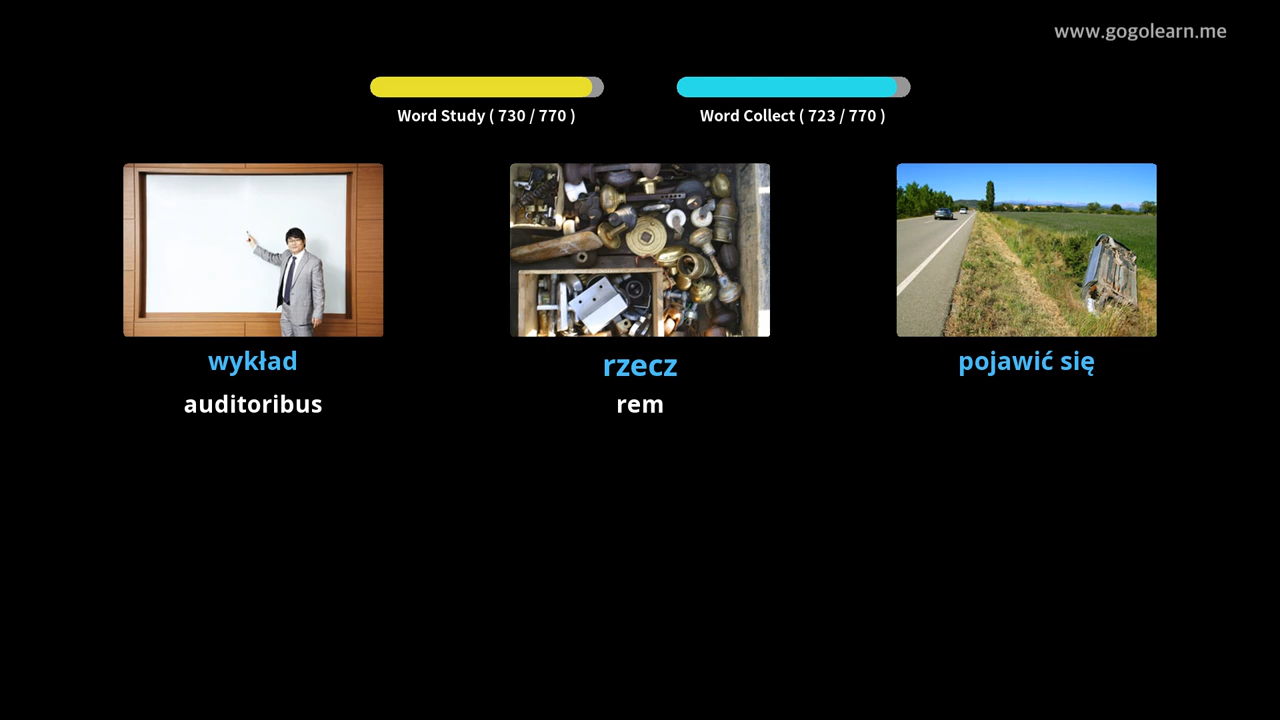 www.gogolearn.me
Word Study ( 730 / 770 )
Word Collect ( 723 / 770 )
wykład
rzecz
pojawić się
auditoribus
rem